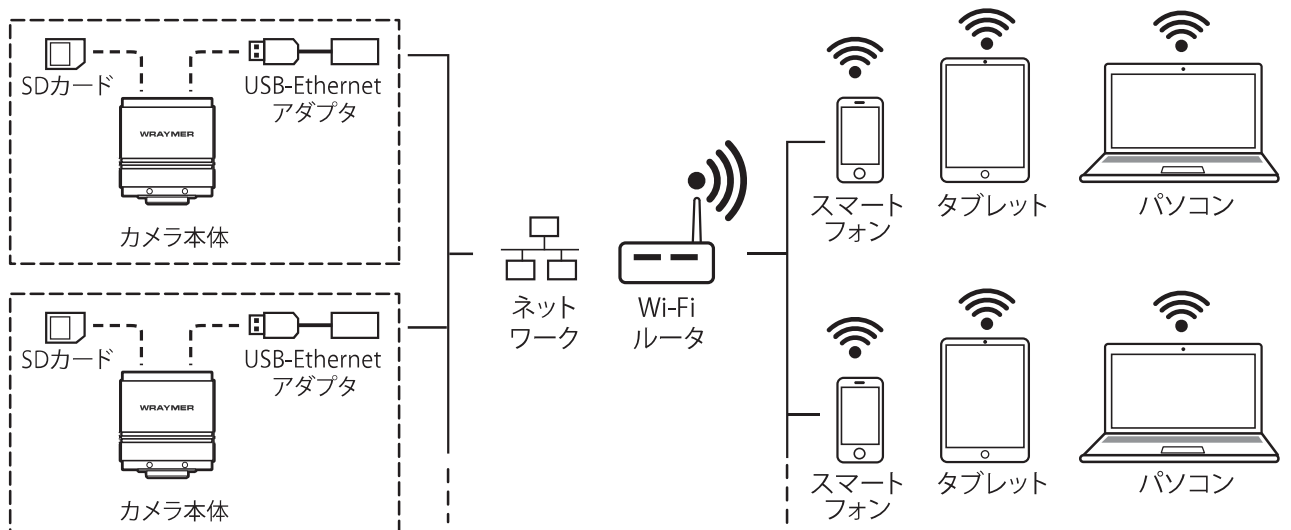 SDカード
USB-Ethernet
アダプタ
WRAYMER
カメラ本体
SDカード
USB-Ethernet
アダプタ
WRAYMER
カメラ本体
ネット
ワーク
Wi-Fi
ルータ
スマート
フォン
タブレット
パソコン
スマート
フォン
タブレット
パソコン